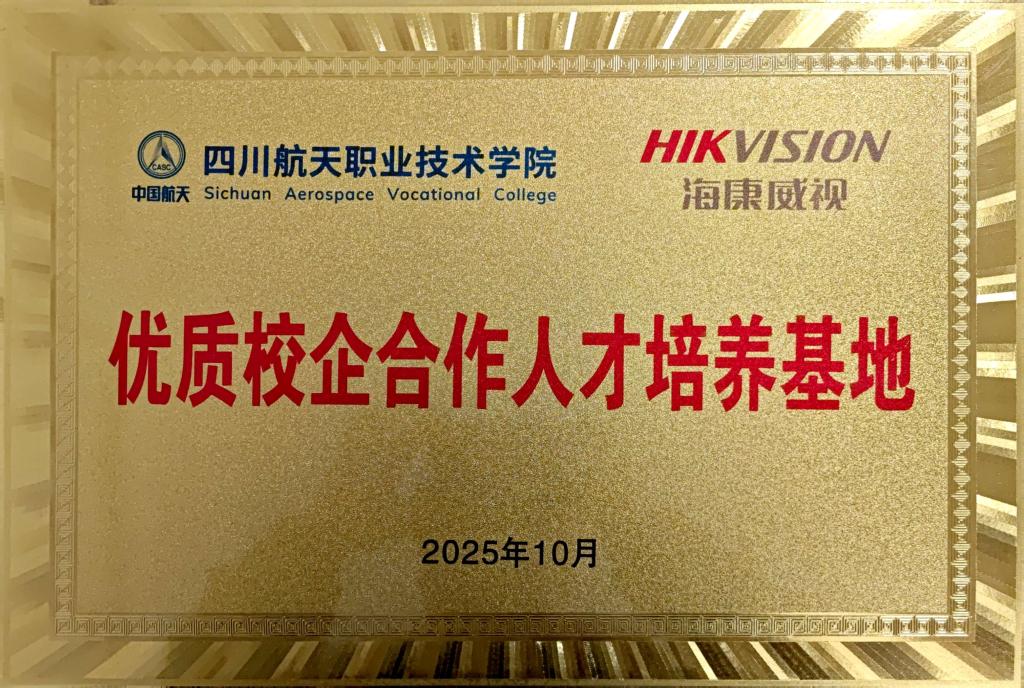 CASC
中国航天
四川航天职业技术学院
Sichuan Aerospace Vocational College
HIKVISION
海康威视
优质校企合作人才培养基地
2025年10月